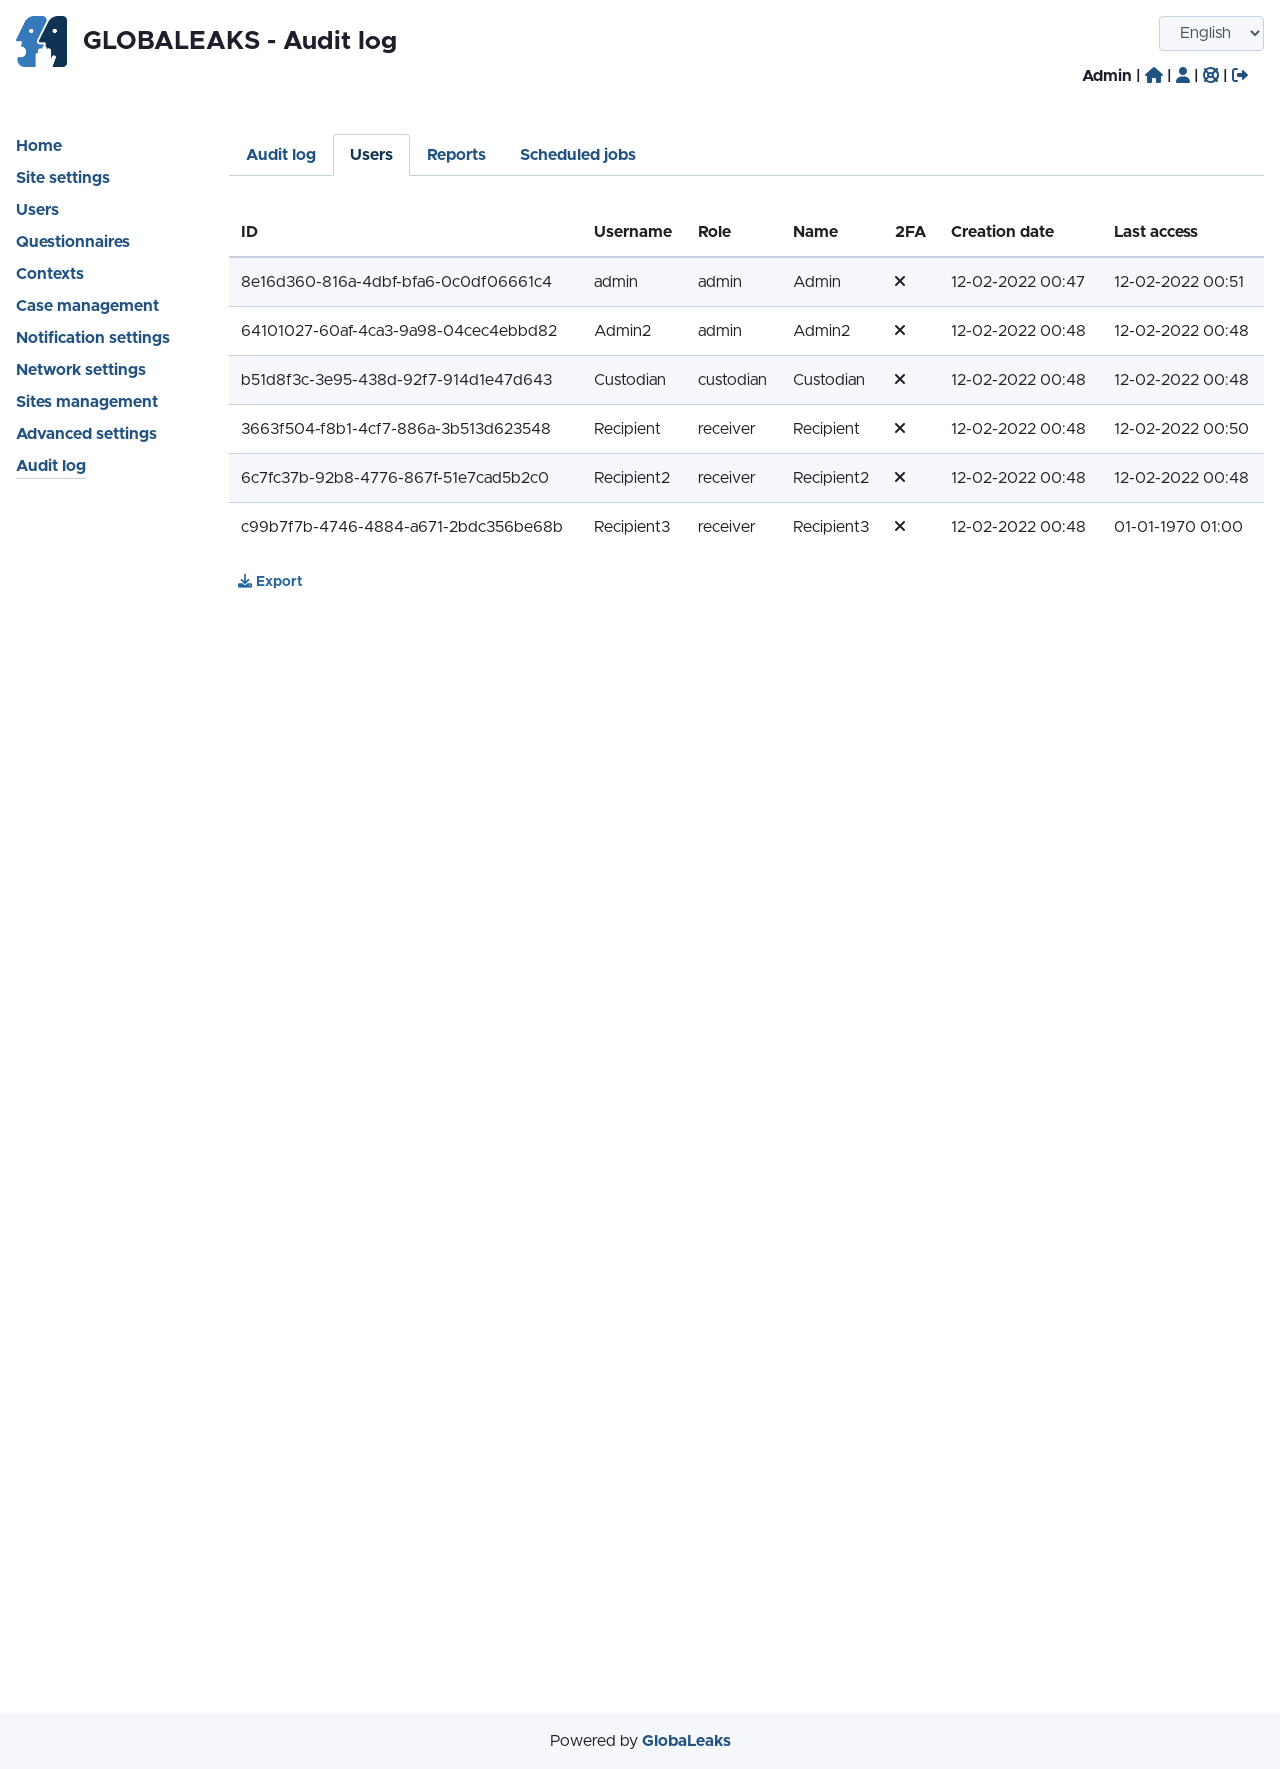 GLOBALEAKS - Audit log
English
Admin | | | |
Home
Site settings
Users
Questionnaires
Contexts
Case management
Notification settings
Network settings
Sites management
Advanced settings
Audit log
Audit log Users Reports Scheduled jobs
ID Username Role Name 2FA Creation date Last access
8e16d360-816a-4dbf-bfa6-0c0df06661c4 admin admin Admin 12-02-2022 00:47 12-02-2022 00:51
64101027-60af-4ca3-9a98-04cec4ebbd82 Admin2 admin Admin2 12-02-2022 00:48 12-02-2022 00:48
b51d8f3c-3e95-438d-92f7-914d1e47d643 Custodian custodian Custodian 12-02-2022 00:48 12-02-2022 00:48
3663f504-f8b1-4cf7-886a-3b513d623548 Recipient receiver Recipient 12-02-2022 00:48 12-02-2022 00:50
6c7fc37b-92b8-4776-867f-51e7cad5b2c0 Recipient2 receiver Recipient2 12-02-2022 00:48 12-02-2022 00:48
c99b7f7b-4746-4884-a671-2bdc356be68b Recipient3 receiver Recipient3 12-02-2022 00:48 01-01-1970 01:00
Export
Powered by GlobaLeaks